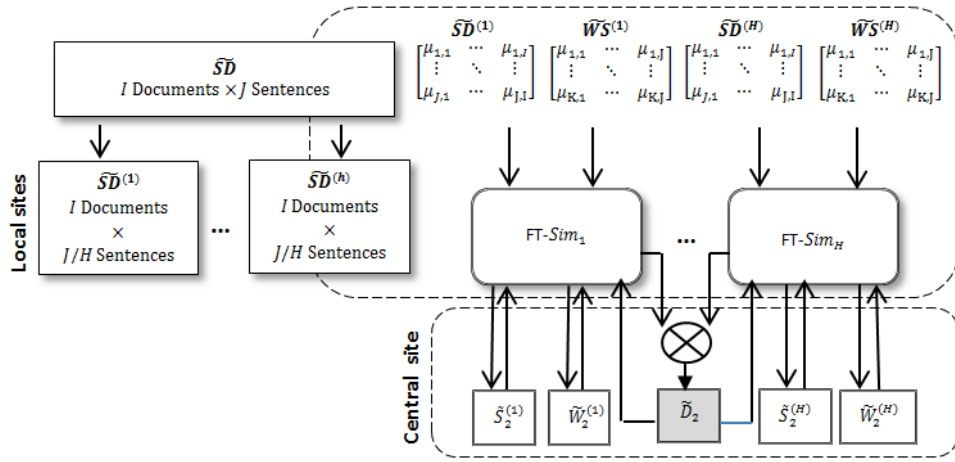 S̃D̃
I Documents × J Sentences
S̃D̃⁽¹⁾
I Documents
×
J/H Sentences
...
S̃D̃⁽ʰ⁾
I Documents
×
J/H Sentences
Local sites
S̃D̃⁽¹⁾ W̃S̃⁽¹⁾ S̃D̃⁽ᴴ⁾ W̃S̃⁽ᴴ⁾
[μ1,1 ⋯ μ1,I] [μ1,1 ⋯ μ1,J] [μ1,1 ⋯ μ1,I] [μ1,1 ⋯ μ1,J]
[⋮ ⋱ ⋮] [⋮ ⋱ ⋮] [⋮ ⋱ ⋮] [⋮ ⋱ ⋮]
[μJ,1 ⋯ μJ,I] [μK,1 ⋯ μK,J] [μJ,1 ⋯ μJ,I] [μK,1 ⋯ μK,J]
FT-Sim₁ ... FT-Sim_H
Central site
S̃₂⁽¹⁾ W̃₂⁽¹⁾ D̃₂ S̃₂⁽ᴴ⁾ W̃₂⁽ᴴ⁾